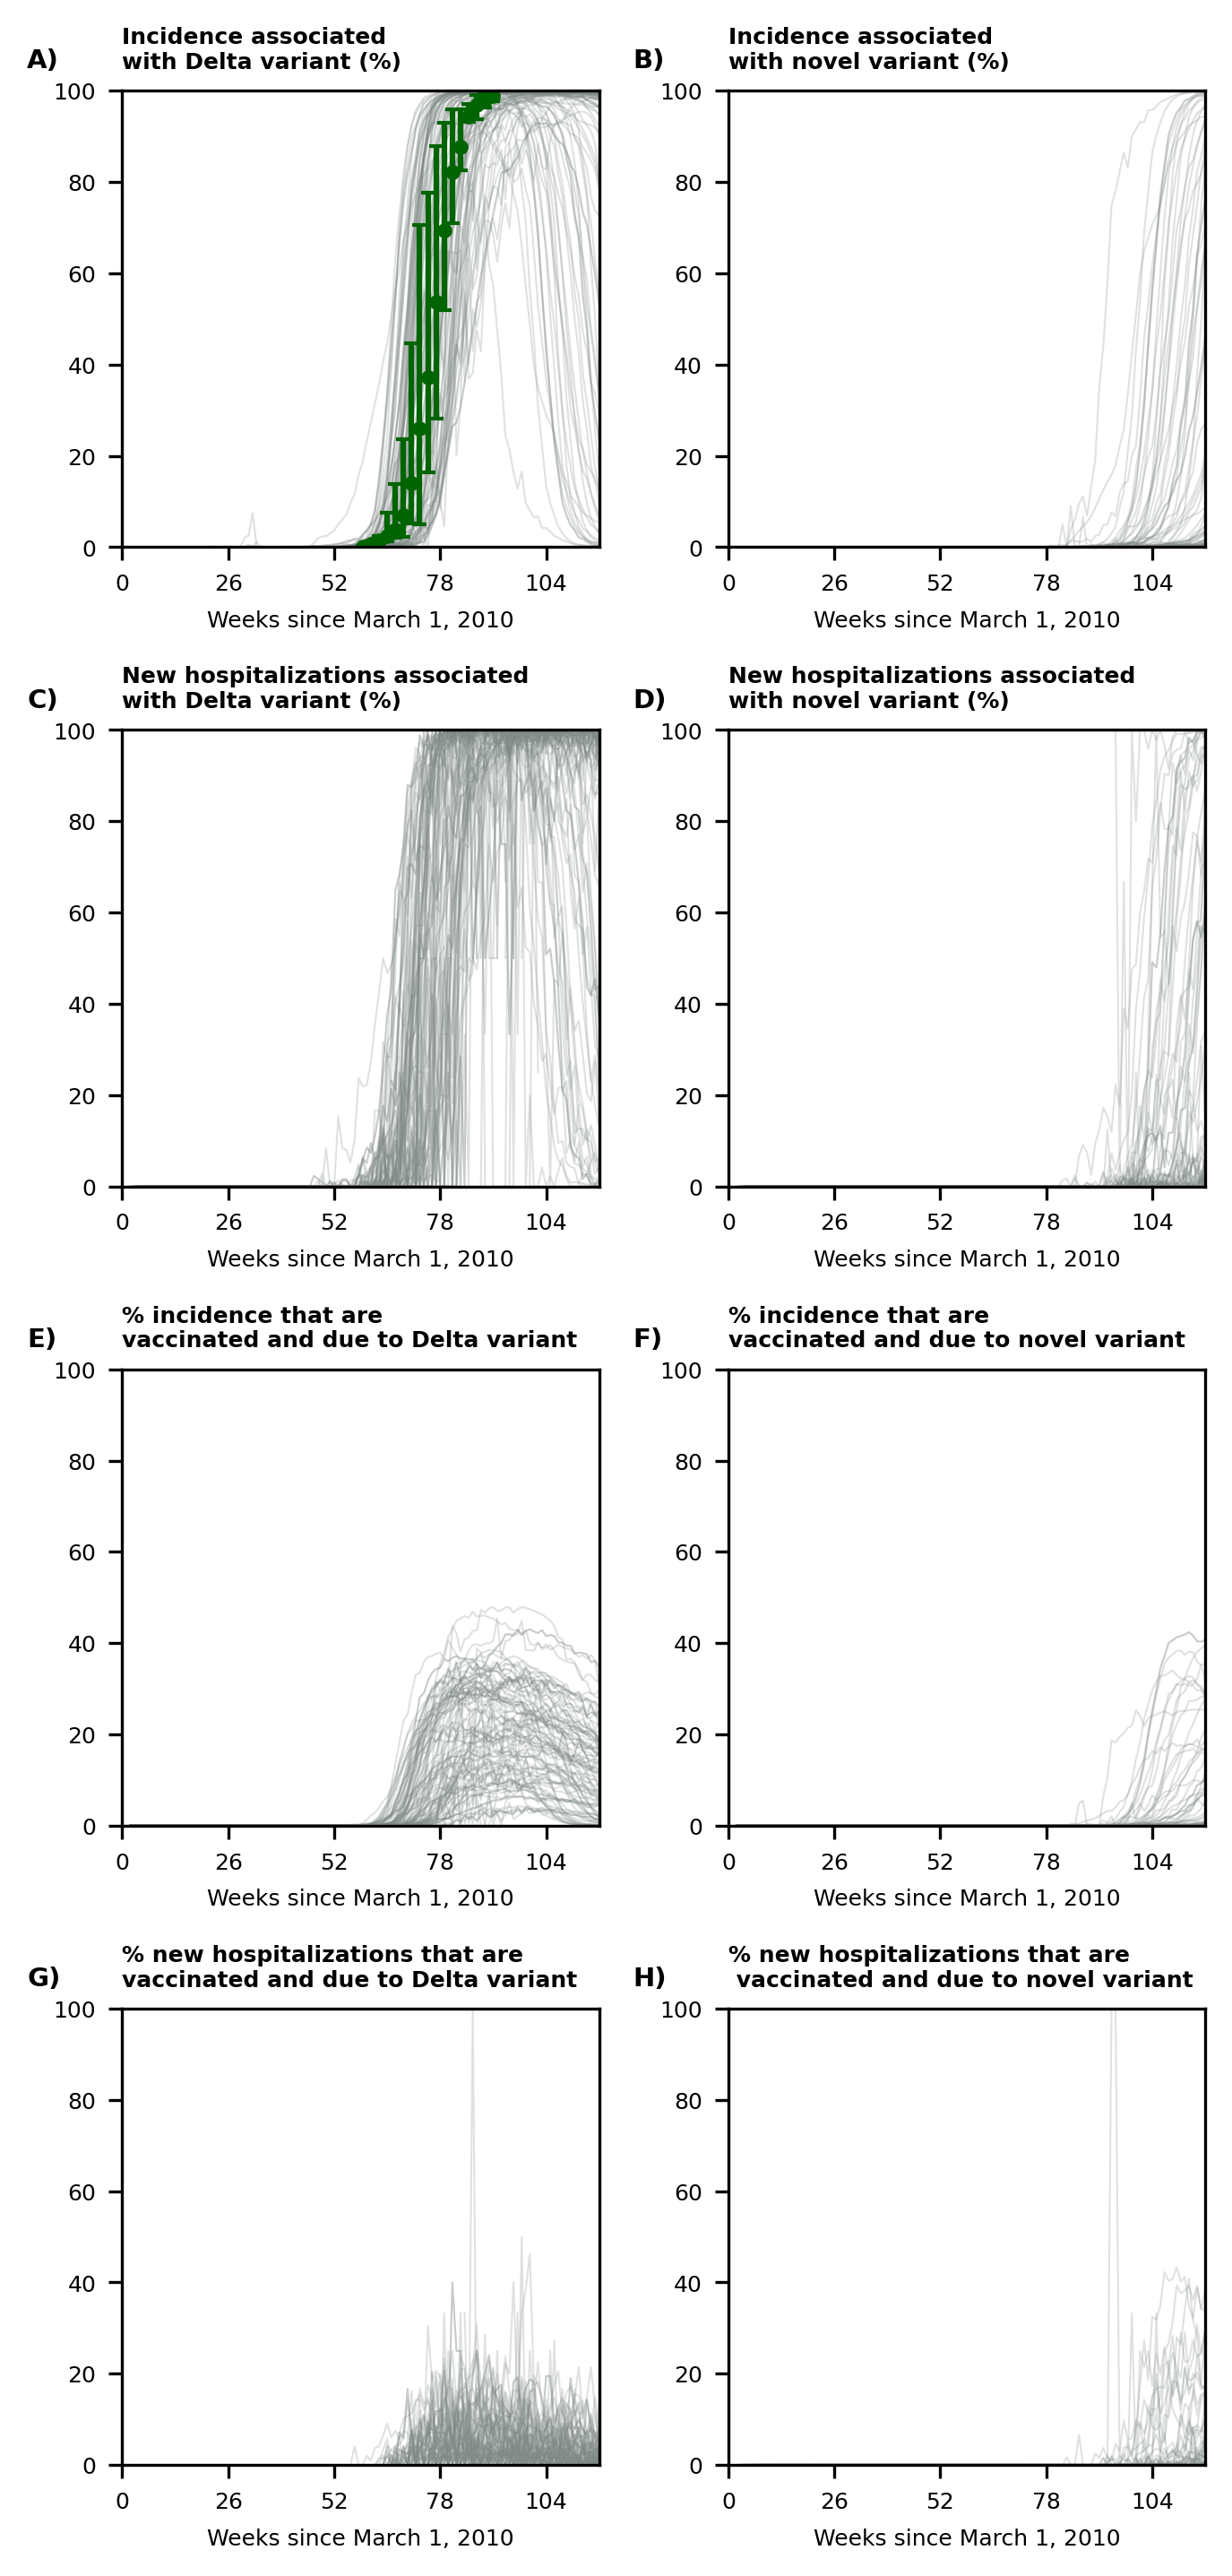 A)
Incidence associated
with Delta variant (%)
100
80
60
40
20
0
0 26 52 78 104
Weeks since March 1, 2010
B)
Incidence associated
with novel variant (%)
100
80
60
40
20
0
0 26 52 78 104
Weeks since March 1, 2010
C)
New hospitalizations associated
with Delta variant (%)
100
80
60
40
20
0
0 26 52 78 104
Weeks since March 1, 2010
D)
New hospitalizations associated
with novel variant (%)
100
80
60
40
20
0
0 26 52 78 104
Weeks since March 1, 2010
E)
% incidence that are
vaccinated and due to Delta variant
100
80
60
40
20
0
0 26 52 78 104
Weeks since March 1, 2010
F)
% incidence that are
vaccinated and due to novel variant
100
80
60
40
20
0
0 26 52 78 104
Weeks since March 1, 2010
G)
% new hospitalizations that are
vaccinated and due to Delta variant
100
80
60
40
20
0
0 26 52 78 104
Weeks since March 1, 2010
H)
% new hospitalizations that are
vaccinated and due to novel variant
100
80
60
40
20
0
0 26 52 78 104
Weeks since March 1, 2010